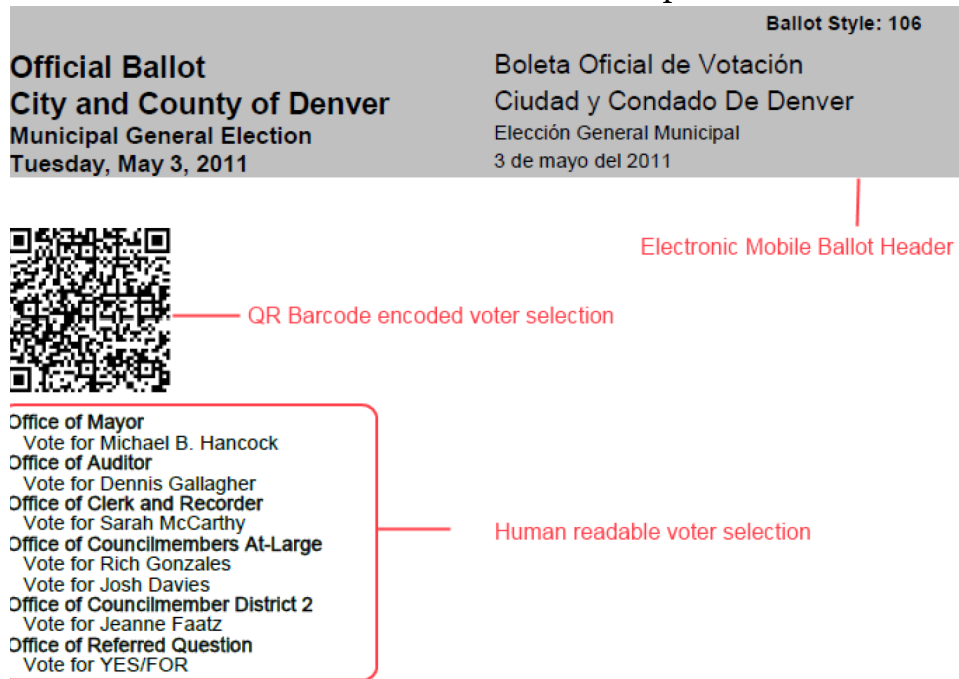 Ballot Style: 106
Official Ballot
City and County of Denver
Municipal General Election
Tuesday, May 3, 2011
Boleta Oficial de Votación
Ciudad y Condado De Denver
Elección General Municipal
3 de mayo del 2011
Electronic Mobile Ballot Header
QR Barcode encoded voter selection
Office of Mayor
Vote for Michael B. Hancock
Office of Auditor
Vote for Dennis Gallagher
Office of Clerk and Recorder
Vote for Sarah McCarthy
Office of Councilmembers At-Large
Vote for Rich Gonzales
Vote for Josh Davies
Office of Councilmember District 2
Vote for Jeanne Faatz
Office of Referred Question
Vote for YES/FOR
Human readable voter selection